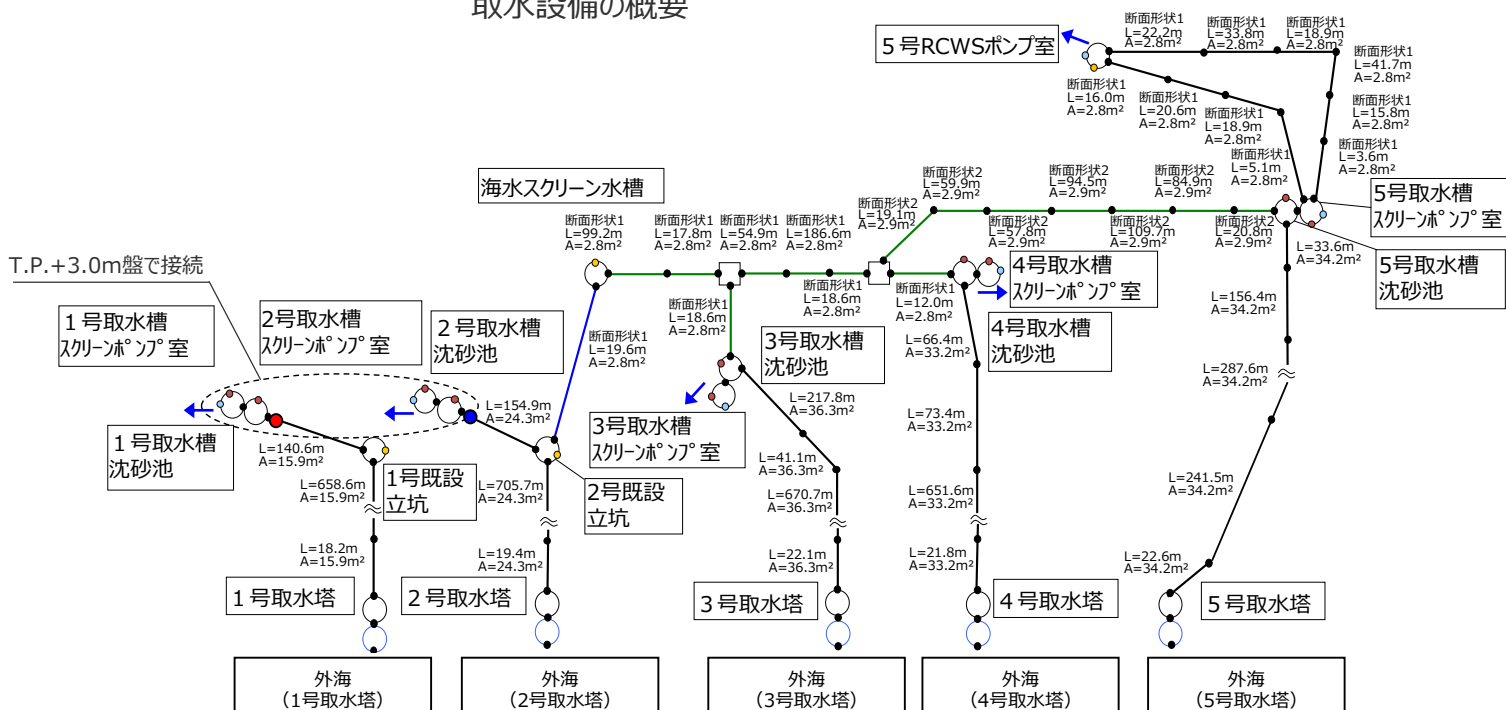 取水設備の概要
断面形状1
L=22.2m
A=2.8m²
断面形状1
L=33.8m
A=2.8m²
断面形状1
L=18.9m
A=2.8m²
5号RCWSポンプ室
断面形状1
L=41.7m
A=2.8m²
断面形状1
L=16.0m
A=2.8m²
断面形状1
L=20.6m
A=2.8m²
断面形状1
L=18.9m
A=2.8m²
断面形状1
L=15.8m
A=2.8m²
断面形状1
L=5.1m
A=2.8m²
断面形状1
L=3.6m
A=2.8m²
海水スクリーン水槽
断面形状2
L=59.9m
A=2.9m²
断面形状2
L=94.5m
A=2.9m²
断面形状2
L=84.9m
A=2.9m²
5号取水槽
スクリーンポンプ室
断面形状1
L=99.2m
A=2.8m²
断面形状1
L=17.8m
A=2.8m²
断面形状1
L=54.9m
A=2.8m²
断面形状1
L=186.6m
A=2.8m²
断面形状2
L=19.1m
A=2.9m²
断面形状2
L=57.8m
A=2.9m²
断面形状2
L=109.7m
A=2.9m²
断面形状2
L=20.8m
A=2.9m²
L=33.6m
A=34.2m²
5号取水槽
沈砂池
T.P.+3.0m盤で接続
4号取水槽
スクリーンポンプ室
断面形状1
L=18.6m
A=2.8m²
断面形状1
L=12.0m
A=2.8m²
断面形状1
L=18.6m
A=2.8m²
1号取水槽
スクリーンポンプ室
2号取水槽
スクリーンポンプ室
2号取水槽
沈砂池
断面形状1
L=19.6m
A=2.8m²
3号取水槽
沈砂池
4号取水槽
沈砂池
L=66.4m
A=33.2m²
L=156.4m
A=34.2m²
L=287.6m
A=34.2m²
L=154.9m
A=24.3m²
L=217.8m
A=36.3m²
L=73.4m
A=33.2m²
1号取水槽
沈砂池
L=140.6m
A=15.9m²
3号取水槽
スクリーンポンプ室
L=41.1m
A=36.3m²
1号既設
立坑
2号既設
立坑
L=658.6m
A=15.9m²
L=705.7m
A=24.3m²
L=670.7m
A=36.3m²
L=651.6m
A=33.2m²
L=241.5m
A=34.2m²
L=18.2m
A=15.9m²
L=19.4m
A=24.3m²
L=22.1m
A=36.3m²
L=21.8m
A=33.2m²
L=22.6m
A=34.2m²
1号取水塔
2号取水塔
3号取水塔
4号取水塔
5号取水塔
外海
(1号取水塔)
外海
(2号取水塔)
外海
(3号取水塔)
外海
(4号取水塔)
外海
(5号取水塔)